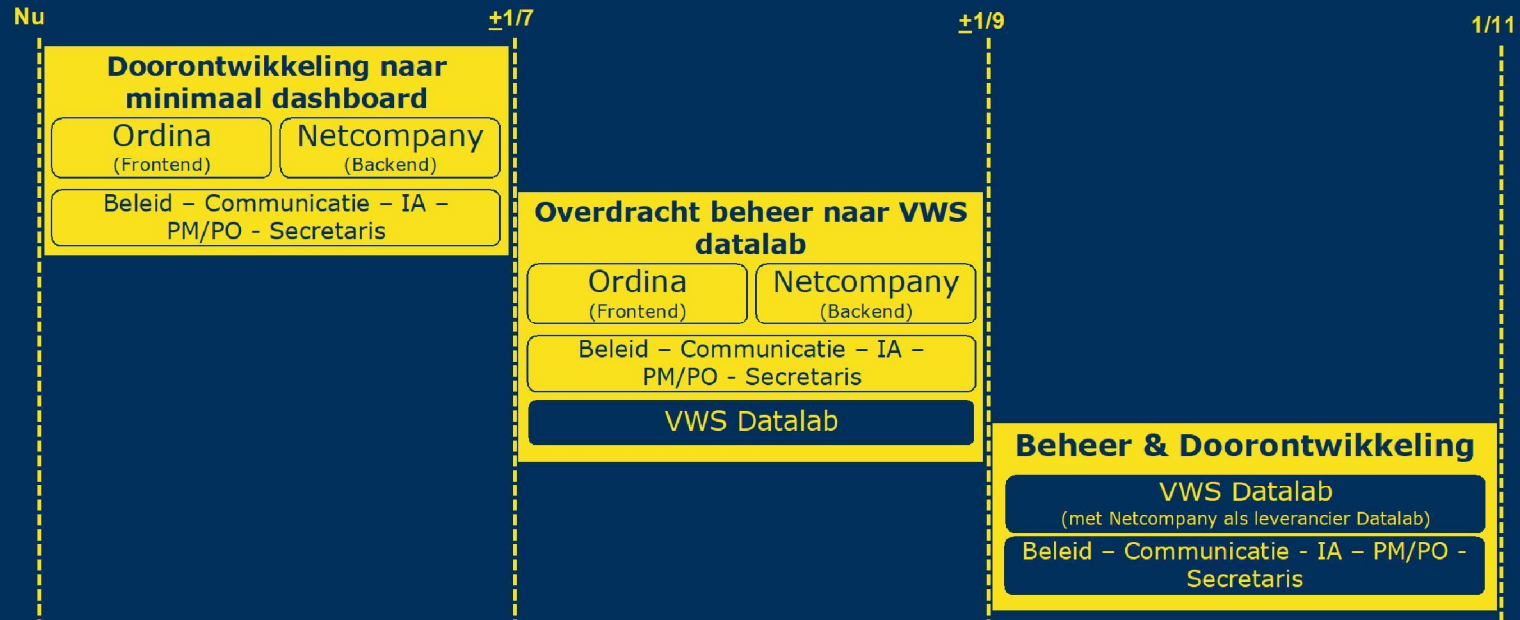 Nu
±1/7
±1/9
1/11
Doorontwikkeling naar
minimaal dashboard
Ordina
(Frontend)
Netcompany
(Backend)
Beleid – Communicatie – IA –
PM/PO - Secretaris
Overdracht beheer naar VWS
datalab
Ordina
(Frontend)
Netcompany
(Backend)
Beleid – Communicatie – IA –
PM/PO - Secretaris
VWS Datalab
Beheer & Doorontwikkeling
VWS Datalab
(met Netcompany als leverancier Datalab)
Beleid – Communicatie - IA – PM/PO -
Secretaris